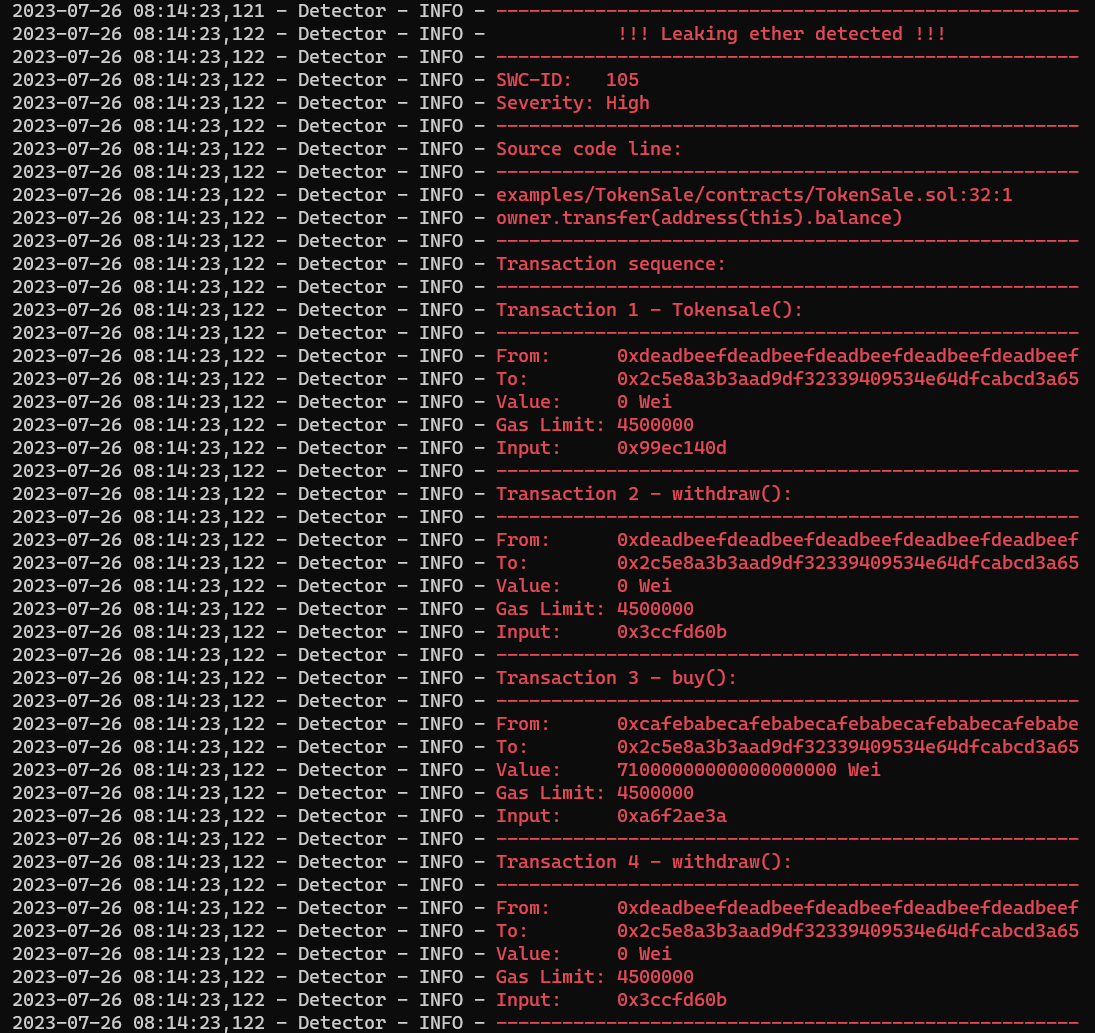 2023-07-26 08:14:23,121 - Detector - INFO - -----------------------------------------------------
2023-07-26 08:14:23,122 - Detector - INFO -            !!! Leaking ether detected !!!
2023-07-26 08:14:23,122 - Detector - INFO - -----------------------------------------------------
2023-07-26 08:14:23,122 - Detector - INFO - SWC-ID:   105
2023-07-26 08:14:23,122 - Detector - INFO - Severity: High
2023-07-26 08:14:23,122 - Detector - INFO - -----------------------------------------------------
2023-07-26 08:14:23,122 - Detector - INFO - Source code line:
2023-07-26 08:14:23,122 - Detector - INFO - -----------------------------------------------------
2023-07-26 08:14:23,122 - Detector - INFO - examples/TokenSale/contracts/TokenSale.sol:32:1
2023-07-26 08:14:23,122 - Detector - INFO - owner.transfer(address(this).balance)
2023-07-26 08:14:23,122 - Detector - INFO - -----------------------------------------------------
2023-07-26 08:14:23,122 - Detector - INFO - Transaction sequence:
2023-07-26 08:14:23,122 - Detector - INFO - -----------------------------------------------------
2023-07-26 08:14:23,122 - Detector - INFO - Transaction 1 - Tokensale():
2023-07-26 08:14:23,122 - Detector - INFO - -----------------------------------------------------
2023-07-26 08:14:23,122 - Detector - INFO - From:      0xdeadbeefdeadbeefdeadbeefdeadbeefdeadbeef
2023-07-26 08:14:23,122 - Detector - INFO - To:        0x2c5e8a3b3aad9df32339409534e64dfcabcd3a65
2023-07-26 08:14:23,122 - Detector - INFO - Value:     0 Wei
2023-07-26 08:14:23,122 - Detector - INFO - Gas Limit: 4500000
2023-07-26 08:14:23,122 - Detector - INFO - Input:     0x99ec140d
2023-07-26 08:14:23,122 - Detector - INFO - -----------------------------------------------------
2023-07-26 08:14:23,122 - Detector - INFO - Transaction 2 - withdraw():
2023-07-26 08:14:23,122 - Detector - INFO - -----------------------------------------------------
2023-07-26 08:14:23,122 - Detector - INFO - From:      0xdeadbeefdeadbeefdeadbeefdeadbeefdeadbeef
2023-07-26 08:14:23,122 - Detector - INFO - To:        0x2c5e8a3b3aad9df32339409534e64dfcabcd3a65
2023-07-26 08:14:23,122 - Detector - INFO - Value:     0 Wei
2023-07-26 08:14:23,122 - Detector - INFO - Gas Limit: 4500000
2023-07-26 08:14:23,122 - Detector - INFO - Input:     0x3ccfd60b
2023-07-26 08:14:23,122 - Detector - INFO - -----------------------------------------------------
2023-07-26 08:14:23,122 - Detector - INFO - Transaction 3 - buy():
2023-07-26 08:14:23,122 - Detector - INFO - -----------------------------------------------------
2023-07-26 08:14:23,122 - Detector - INFO - From:      0xcafebabecafebabecafebabecafebabecafebabe
2023-07-26 08:14:23,122 - Detector - INFO - To:        0x2c5e8a3b3aad9df32339409534e64dfcabcd3a65
2023-07-26 08:14:23,122 - Detector - INFO - Value:     71000000000000000000 Wei
2023-07-26 08:14:23,122 - Detector - INFO - Gas Limit: 4500000
2023-07-26 08:14:23,122 - Detector - INFO - Input:     0xa6f2ae3a
2023-07-26 08:14:23,122 - Detector - INFO - -----------------------------------------------------
2023-07-26 08:14:23,122 - Detector - INFO - Transaction 4 - withdraw():
2023-07-26 08:14:23,122 - Detector - INFO - -----------------------------------------------------
2023-07-26 08:14:23,122 - Detector - INFO - From:      0xdeadbeefdeadbeefdeadbeefdeadbeefdeadbeef
2023-07-26 08:14:23,122 - Detector - INFO - To:        0x2c5e8a3b3aad9df32339409534e64dfcabcd3a65
2023-07-26 08:14:23,122 - Detector - INFO - Value:     0 Wei
2023-07-26 08:14:23,122 - Detector - INFO - Gas Limit: 4500000
2023-07-26 08:14:23,122 - Detector - INFO - Input:     0x3ccfd60b
2023-07-26 08:14:23,122 - Detector - INFO - -----------------------------------------------------